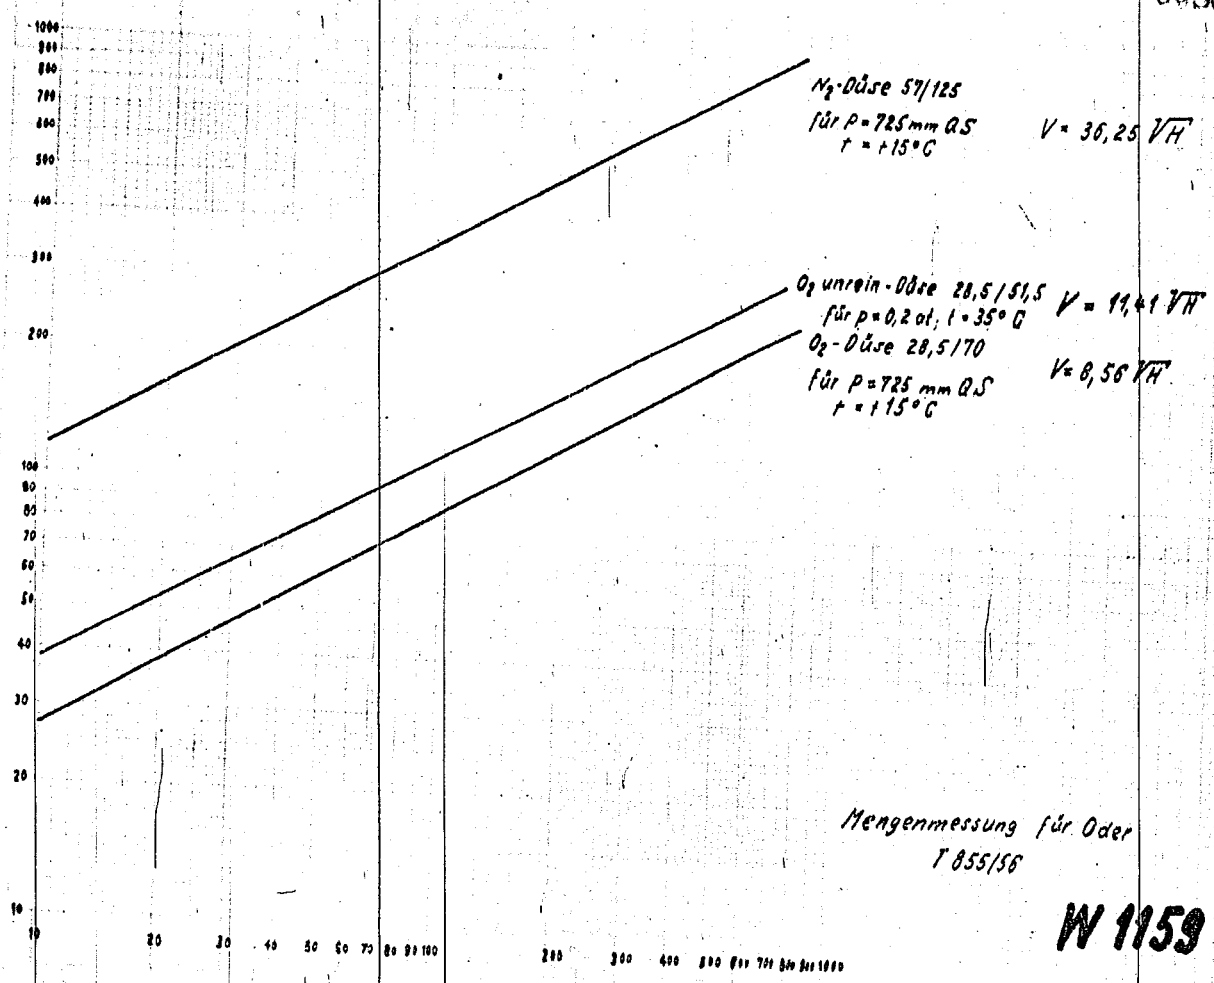 1000
900
800
700
600
500
400
300
200
100
90
80
70
60
50
40
30
20
10
N₂-Düse 57/125
für P = 725 mm QS
t = +15° C
V = 36,25 √H
O₂ unrein-Düse 28,5/51,5
für p = 0,2 at; t = 35° C
V = 11,41 √H
O₂-Düse 28,5/70
für P = 725 mm QS
t = +15° C
V = 8,56 √H
Mengenmessung für Oder
T 855/56
W 1159
10 20 30 40 50 60 70 80 90 100 200 300 400 500 600 700 800 900 1000